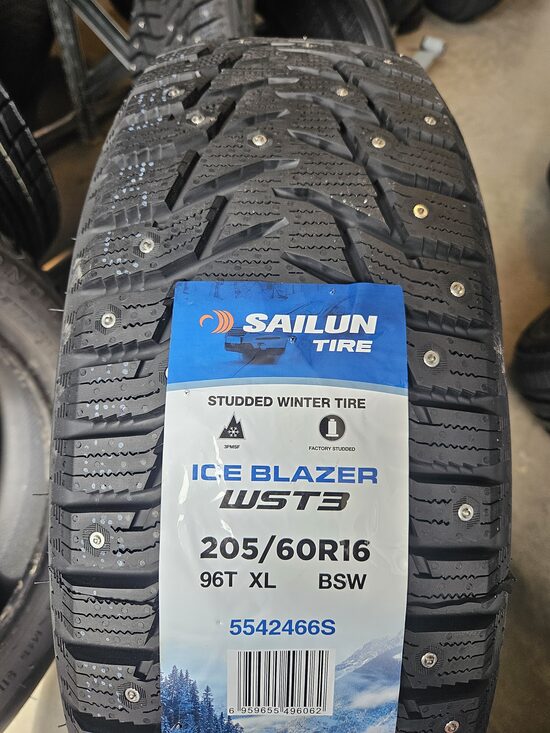 SAILUN
TIRE
STUDDED WINTER TIRE
3PMSF FACTORY STUDDED
ICE BLAZER
WST3
205/60R16
96T XL BSW
5542466S
6 959655 496062